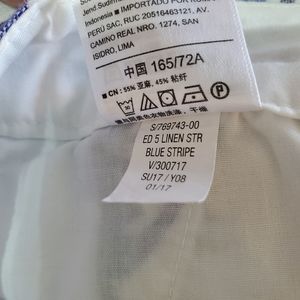 Indonesia ■ IMPORTADO POR
PERU SAC, RUC 20516463121, AV.
CAMINO REAL NRO. 1274, SAN
ISIDRO, LIMA
中国 165/72A
■ CN : 55% 亚麻, 45% 粘纤
S/769743-00
ED 5 LINEN STR
BLUE STRIPE
V/300717
SU17 / Y08
01/17